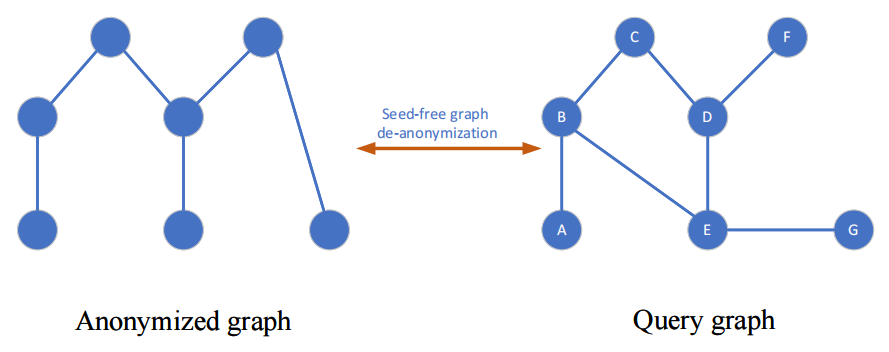 C
F
Seed-free graph
de-anonymization
B
D
A
E
G
Anonymized graph
Query graph